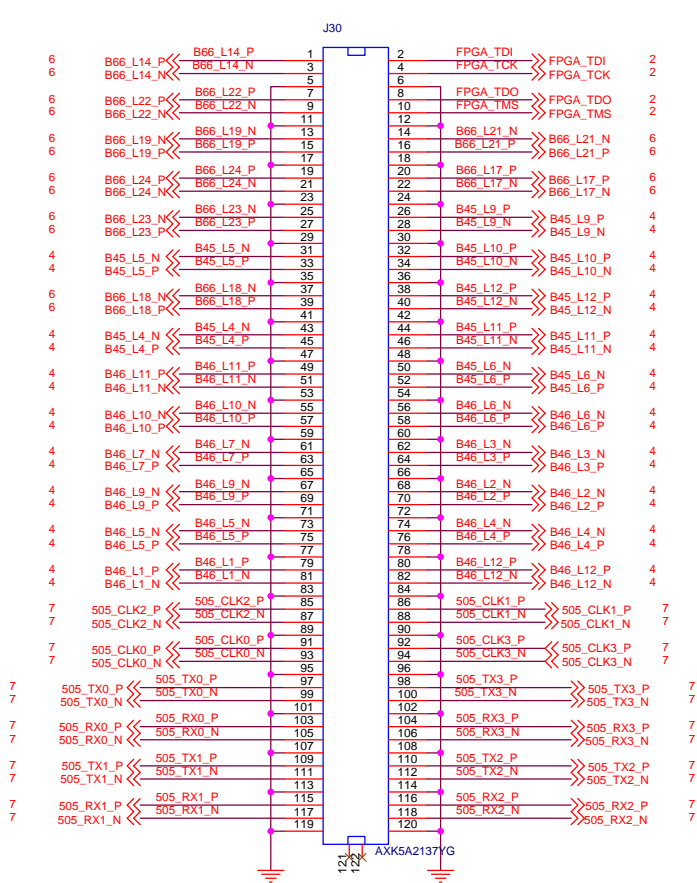 J30
B66_L14_P 1 2 FPGA_TDI
6 B66_L14_P B66_L14_N 3 4 FPGA_TCK FPGA_TDI 2
6 B66_L14_N 5 6 FPGA_TCK 2
B66_L22_P 7 8 FPGA_TDO
6 B66_L22_P B66_L22_N 9 10 FPGA_TMS FPGA_TDO 2
6 B66_L22_N 11 12 FPGA_TMS 2
B66_L19_N 13 14 B66_L21_N
6 B66_L19_N B66_L19_P 15 16 B66_L21_P B66_L21_N 6
6 B66_L19_P 17 18 B66_L21_P 6
B66_L24_P 19 20 B66_L17_P
6 B66_L24_P B66_L24_N 21 22 B66_L17_N B66_L17_P 6
6 B66_L24_N 23 24 B66_L17_N 6
B66_L23_N 25 26 B45_L9_P
6 B66_L23_N B66_L23_P 27 28 B45_L9_N B45_L9_P 4
6 B66_L23_P 29 30 B45_L9_N 4
B45_L5_N 31 32 B45_L10_P
4 B45_L5_N B45_L5_P 33 34 B45_L10_N B45_L10_P 4
4 B45_L5_P 35 36 B45_L10_N 4
B66_L18_N 37 38 B45_L12_P
6 B66_L18_N B66_L18_P 39 40 B45_L12_N B45_L12_P 4
6 B66_L18_P 41 42 B45_L12_N 4
B45_L4_N 43 44 B45_L11_P
4 B45_L4_N B45_L4_P 45 46 B45_L11_N B45_L11_P 4
4 B45_L4_P 47 48 B45_L11_N 4
B46_L11_P 49 50 B45_L6_N
4 B46_L11_P B46_L11_N 51 52 B45_L6_P B45_L6_N 4
4 B46_L11_N 53 54 B45_L6_P 4
B46_L10_N 55 56 B46_L6_N
4 B46_L10_N B46_L10_P 57 58 B46_L6_P B46_L6_N 4
4 B46_L10_P 59 60 B46_L6_P 4
B46_L7_N 61 62 B46_L3_N
4 B46_L7_N B46_L7_P 63 64 B46_L3_P B46_L3_N 4
4 B46_L7_P 65 66 B46_L3_P 4
B46_L9_N 67 68 B46_L2_N
4 B46_L9_N B46_L9_P 69 70 B46_L2_P B46_L2_N 4
4 B46_L9_P 71 72 B46_L2_P 4
B46_L5_N 73 74 B46_L4_N
4 B46_L5_N B46_L5_P 75 76 B46_L4_P B46_L4_N 4
4 B46_L5_P 77 78 B46_L4_P 4
B46_L1_P 79 80 B46_L12_P
4 B46_L1_P B46_L1_N 81 82 B46_L12_N B46_L12_P 4
4 B46_L1_N 83 84 B46_L12_N 4
505_CLK2_P 85 86 505_CLK1_P
7 505_CLK2_P 505_CLK2_N 87 88 505_CLK1_N 505_CLK1_P 7
7 505_CLK2_N 89 90 505_CLK1_N 7
505_CLK0_P 91 92 505_CLK3_P
7 505_CLK0_P 505_CLK0_N 93 94 505_CLK3_N 505_CLK3_P 7
7 505_CLK0_N 95 96 505_CLK3_N 7
505_TX0_P 97 98 505_TX3_P
7 505_TX0_P 505_TX0_N 99 100 505_TX3_N 505_TX3_P 7
7 505_TX0_N 101 102 505_TX3_N 7
505_RX0_P 103 104 505_RX3_P
7 505_RX0_P 505_RX0_N 105 106 505_RX3_N 505_RX3_P 7
7 505_RX0_N 107 108 505_RX3_N 7
505_TX1_P 109 110 505_TX2_P
7 505_TX1_P 505_TX1_N 111 112 505_TX2_N 505_TX2_P 7
7 505_TX1_N 113 114 505_TX2_N 7
505_RX1_P 115 116 505_RX2_P
7 505_RX1_P 505_RX1_N 117 118 505_RX2_N 505_RX2_P 7
7 505_RX1_N 119 120 505_RX2_N 7
121 122 AXK5A2137YG